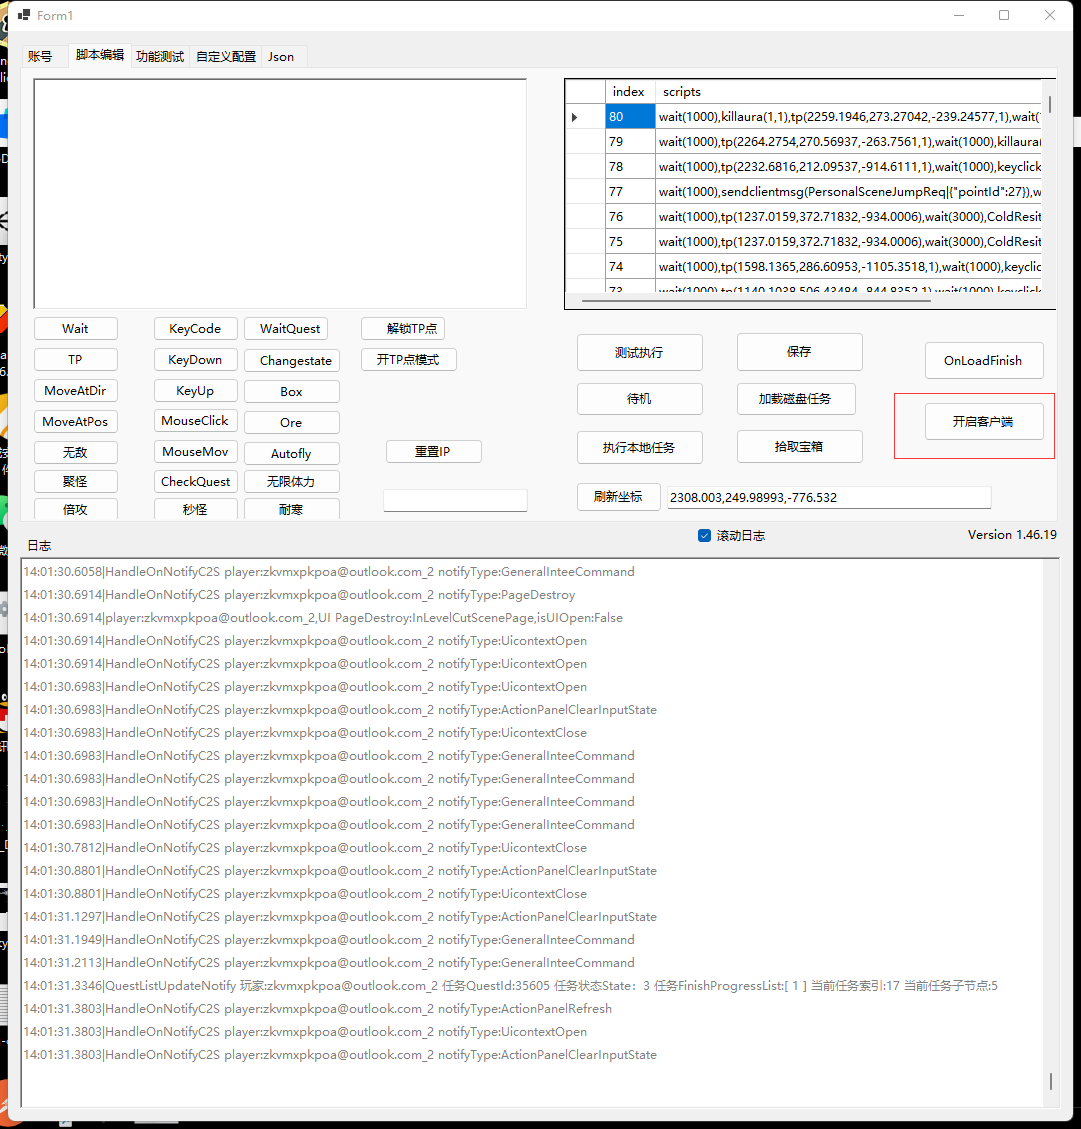 Form1
账号 脚本编辑 功能测试 自定义配置 Json
index scripts
80 wait(1000),killaura(1,1),tp(2259.1946,273.27042,-239.24577,1),wait(
79 wait(1000),tp(2264.2754,270.56937,-263.7561,1),wait(1000),killaura
78 wait(1000),tp(2232.6816,212.09537,-914.6111,1),wait(1000),keyclick
77 wait(1000),sendclientmsg(PersonalSceneJumpReq|{"pointId":27}),w
76 wait(1000),tp(1237.0159,372.71832,-934.0006),wait(3000),ColdResit
75 wait(1000),tp(1237.0159,372.71832,-934.0006),wait(3000),ColdResit
74 wait(1000),tp(1598.1365,286.60953,-1105.3518,1),wait(1000),keyclic
73 wait(1000),tp(1140.1038,506.43484,-844.8352,1),wait(1000),keyclick
Wait KeyCode WaitQuest 解锁TP点
TP KeyDown Changestate 开TP点模式
MoveAtDir KeyUp Box
MoveAtPos MouseClick Ore
无敌 MouseMov Autofly 重置IP
聚怪 CheckQuest 无限体力
倍攻 秒怪 耐寒
测试执行 保存 OnLoadFinish
待机 加载磁盘任务 开启客户端
执行本地任务 拾取宝箱
刷新坐标 2308.003,249.98993,-776.532
日志 滚动日志 Version 1.46.19
14:01:30.6058|HandleOnNotifyC2S player:zkvmxpkpoa@outlook.com_2 notifyType:GeneralInteeCommand
14:01:30.6914|HandleOnNotifyC2S player:zkvmxpkpoa@outlook.com_2 notifyType:PageDestroy
14:01:30.6914|player:zkvmxpkpoa@outlook.com_2,UI PageDestroy:InLevelCutScenePage,isUIOpen:False
14:01:30.6914|HandleOnNotifyC2S player:zkvmxpkpoa@outlook.com_2 notifyType:UicontextOpen
14:01:30.6914|HandleOnNotifyC2S player:zkvmxpkpoa@outlook.com_2 notifyType:UicontextOpen
14:01:30.6983|HandleOnNotifyC2S player:zkvmxpkpoa@outlook.com_2 notifyType:UicontextOpen
14:01:30.6983|HandleOnNotifyC2S player:zkvmxpkpoa@outlook.com_2 notifyType:ActionPanelClearInputState
14:01:30.6983|HandleOnNotifyC2S player:zkvmxpkpoa@outlook.com_2 notifyType:UicontextClose
14:01:30.6983|HandleOnNotifyC2S player:zkvmxpkpoa@outlook.com_2 notifyType:GeneralInteeCommand
14:01:30.6983|HandleOnNotifyC2S player:zkvmxpkpoa@outlook.com_2 notifyType:GeneralInteeCommand
14:01:30.6983|HandleOnNotifyC2S player:zkvmxpkpoa@outlook.com_2 notifyType:GeneralInteeCommand
14:01:30.6983|HandleOnNotifyC2S player:zkvmxpkpoa@outlook.com_2 notifyType:GeneralInteeCommand
14:01:30.7812|HandleOnNotifyC2S player:zkvmxpkpoa@outlook.com_2 notifyType:UicontextClose
14:01:30.8801|HandleOnNotifyC2S player:zkvmxpkpoa@outlook.com_2 notifyType:ActionPanelClearInputState
14:01:30.8801|HandleOnNotifyC2S player:zkvmxpkpoa@outlook.com_2 notifyType:UicontextClose
14:01:31.1297|HandleOnNotifyC2S player:zkvmxpkpoa@outlook.com_2 notifyType:ActionPanelClearInputState
14:01:31.1949|HandleOnNotifyC2S player:zkvmxpkpoa@outlook.com_2 notifyType:GeneralInteeCommand
14:01:31.2113|HandleOnNotifyC2S player:zkvmxpkpoa@outlook.com_2 notifyType:GeneralInteeCommand
14:01:31.3346|QuestListUpdateNotify 玩家:zkvmxpkpoa@outlook.com_2 任务QuestId:35605 任务状态State：3 任务FinishProgressList:[ 1 ] 当前任务索引:17 当前任务子节点:5
14:01:31.3803|HandleOnNotifyC2S player:zkvmxpkpoa@outlook.com_2 notifyType:ActionPanelRefresh
14:01:31.3803|HandleOnNotifyC2S player:zkvmxpkpoa@outlook.com_2 notifyType:UicontextOpen
14:01:31.3803|HandleOnNotifyC2S player:zkvmxpkpoa@outlook.com_2 notifyType:ActionPanelClearInputState